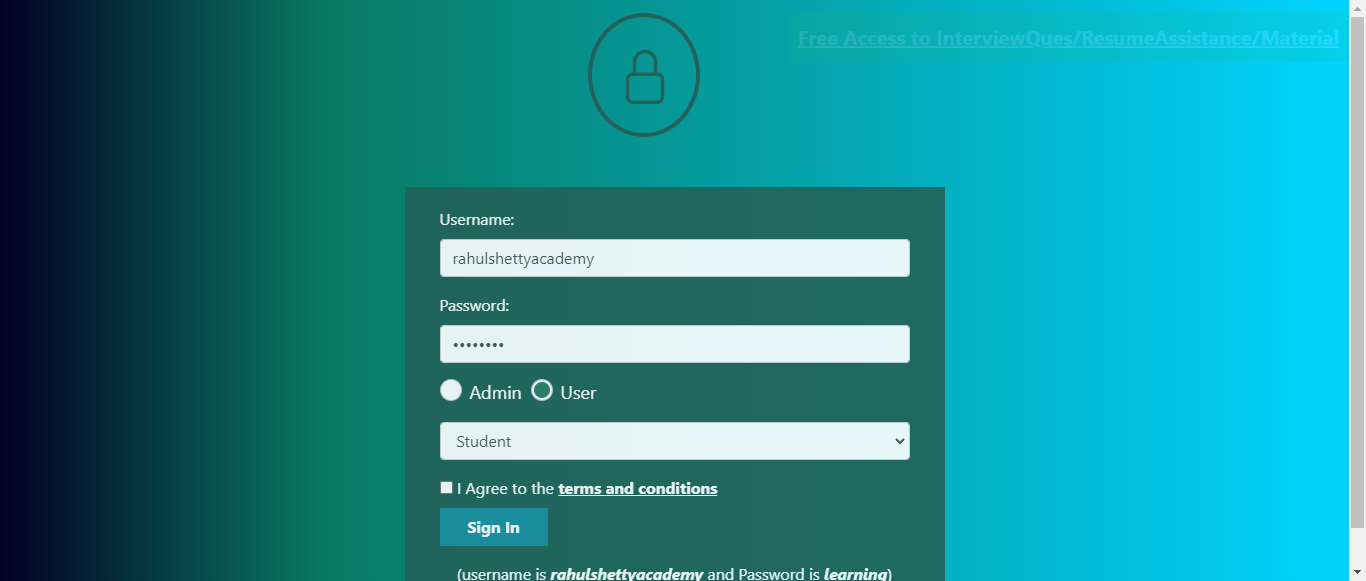 Free Access to InterviewQues/ResumeAssistance/Material
Username:
rahulshettyacademy
Password:
••••••••
Admin User
Student
I Agree to the terms and conditions
Sign In
(username is rahulshettyacademy and Password is learning)